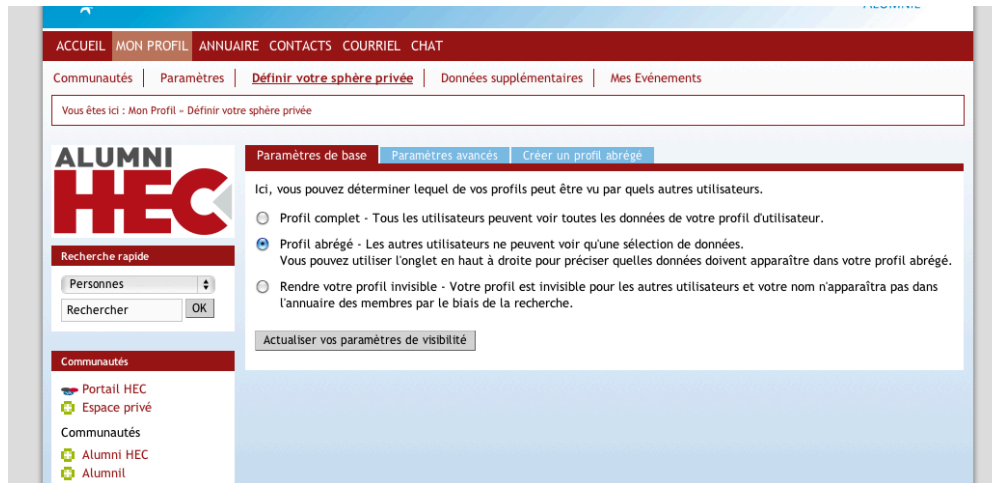 ALUMNIL
ACCUEIL MON PROFIL ANNUAIRE CONTACTS COURRIEL CHAT
Communautés Paramètres Définir votre sphère privée Données supplémentaires Mes Evénements
Vous êtes ici : Mon Profil » Définir votre sphère privée
ALUMNI
HEC
Recherche rapide
Personnes
Rechercher OK
Communautés
Portail HEC
Espace privé
Communautés
Alumni HEC
Alumnil
Paramètres de base Paramètres avancés Créer un profil abrégé
Ici, vous pouvez déterminer lequel de vos profils peut être vu par quels autres utilisateurs.
Profil complet - Tous les utilisateurs peuvent voir toutes les données de votre profil d'utilisateur.
Profil abrégé - Les autres utilisateurs ne peuvent voir qu'une sélection de données.
Vous pouvez utiliser l'onglet en haut à droite pour préciser quelles données doivent apparaître dans votre profil abrégé.
Rendre votre profil invisible - Votre profil est invisible pour les autres utilisateurs et votre nom n'apparaîtra pas dans
l'annuaire des membres par le biais de la recherche.
Actualiser vos paramètres de visibilité